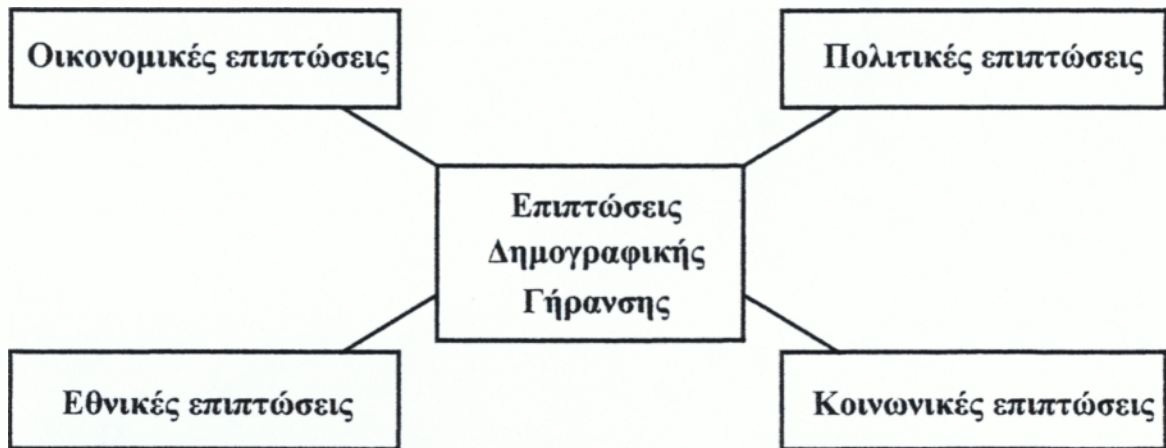 Οικονομικές επιπτώσεις
Πολιτικές επιπτώσεις
Επιπτώσεις
Δημογραφικής
Γήρανσης
Εθνικές επιπτώσεις
Κοινωνικές επιπτώσεις